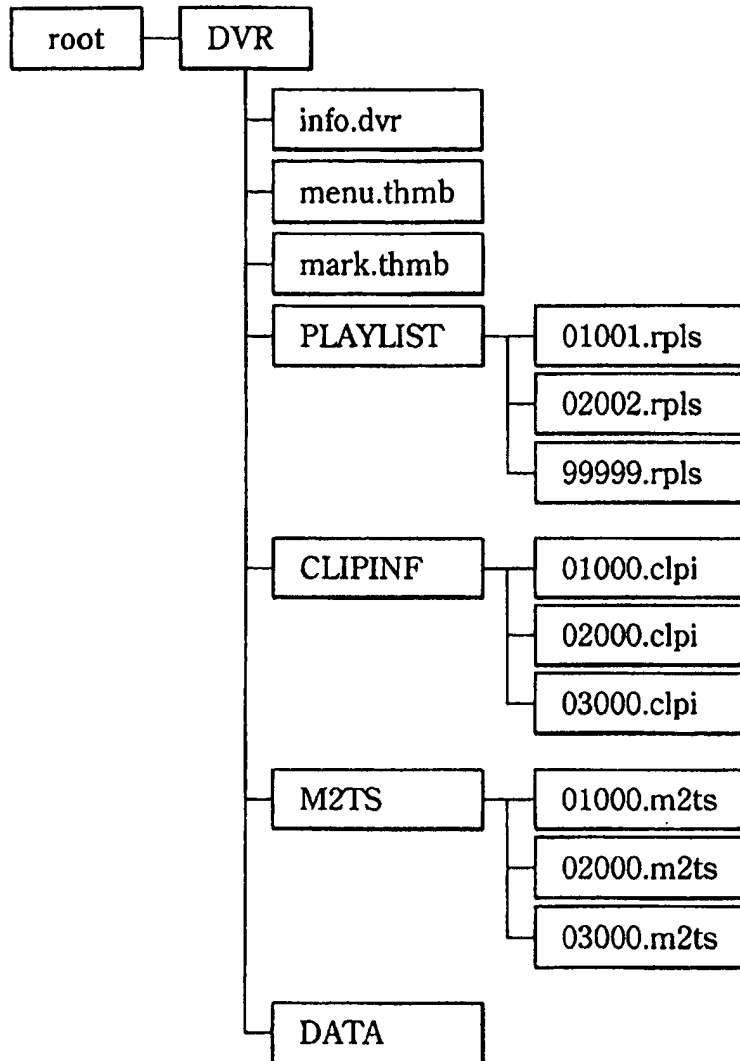 root DVR
info.dvr
menu.thmb
mark.thmb
PLAYLIST 01001.rpls
02002.rpls
99999.rpls
CLIPINF 01000.clpi
02000.clpi
03000.clpi
M2TS 01000.m2ts
02000.m2ts
03000.m2ts
DATA